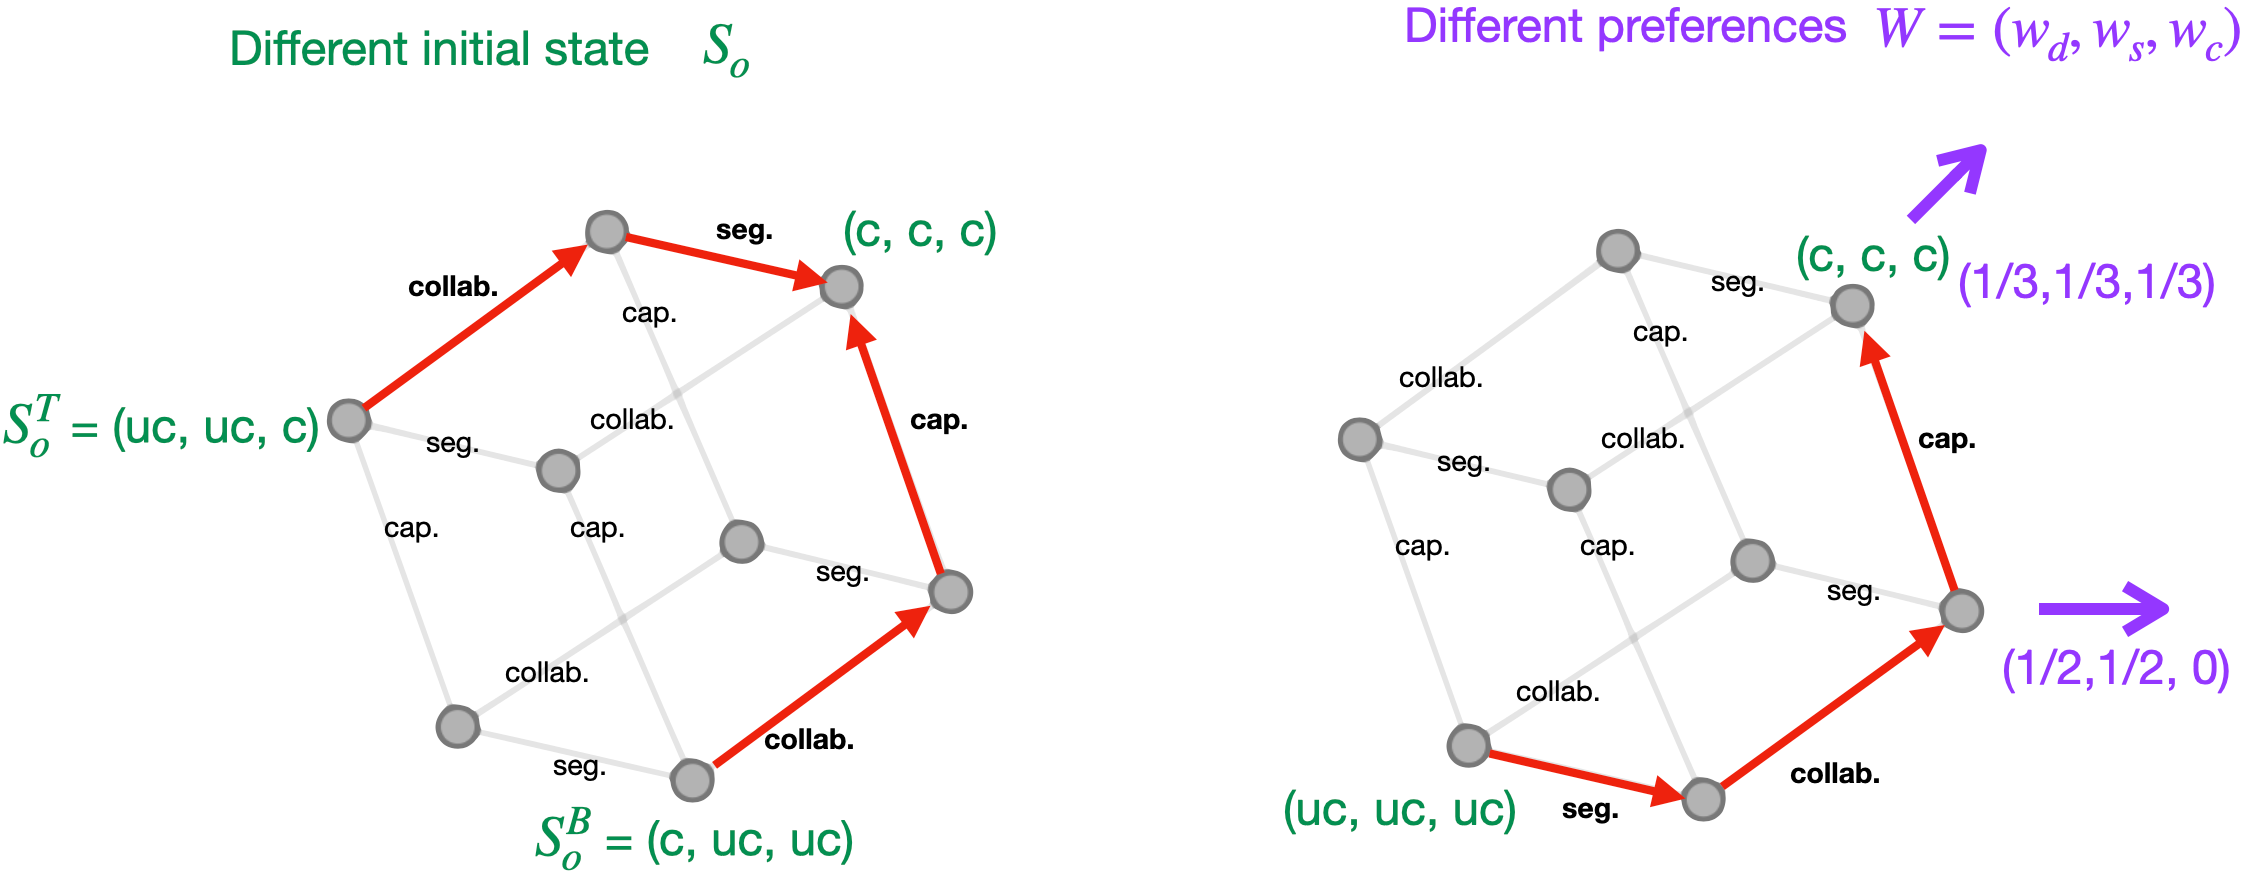 Different initial state S_o
Different preferences W = (w_d, w_s, w_c)
seg.
(c, c, c)
collab.
cap.
collab.
cap.
S_o^T = (uc, uc, c)
seg.
cap.
cap.
seg.
collab.
collab.
seg.
S_o^B = (c, uc, uc)
(c, c, c)
(1/3,1/3,1/3)
seg.
cap.
collab.
collab.
cap.
seg.
cap.
cap.
seg.
(1/2,1/2, 0)
collab.
collab.
(uc, uc, uc)
seg.